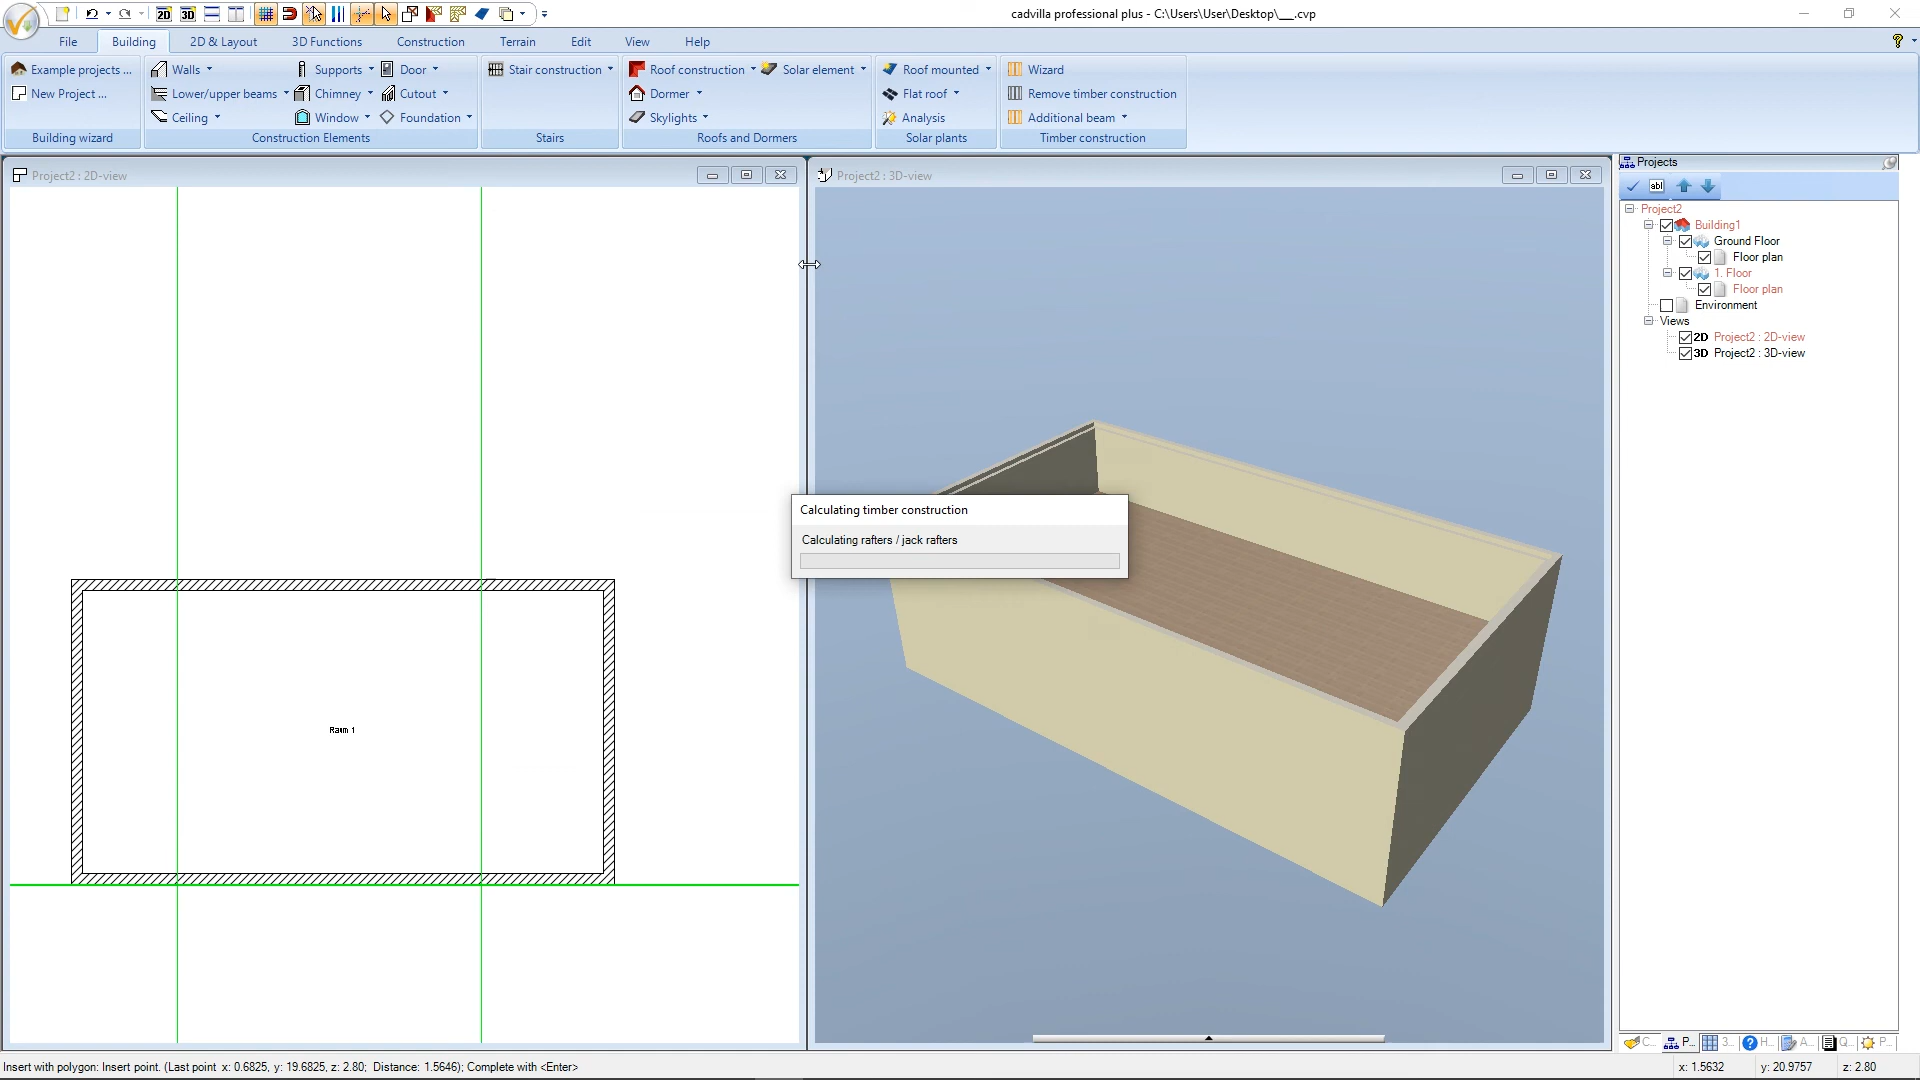 2D 3D
cadvilla professional plus - C:\Users\User\Desktop\___.cvp
File Building 2D & Layout 3D Functions Construction Terrain Edit View Help
Example projects ... Walls Supports Door Stair construction Roof construction Solar element Roof mounted Wizard
New Project ... Lower/upper beams Chimney Cutout Dormer Flat roof Remove timber construction
Ceiling Window Foundation Skylights Analysis Additional beam
Building wizard Construction Elements Stairs Roofs and Dormers Solar plants Timber construction
Project2 : 2D-view
Project2 : 3D-view
Projects
abl
Project2
Building1
Ground Floor
Floor plan
1. Floor
Floor plan
Environment
Views
2D Project2 : 2D-view
3D Project2 : 3D-view
Calculating timber construction
Calculating rafters / jack rafters
Raum 1
C... P... 3... H... A... Q... P...
Insert with polygon: Insert point. (Last point x: 0.6825, y: 19.6825, z: 2.80; Distance: 1.5646); Complete with <Enter>
x: 1.5632 y: 20.9757 z: 2.80